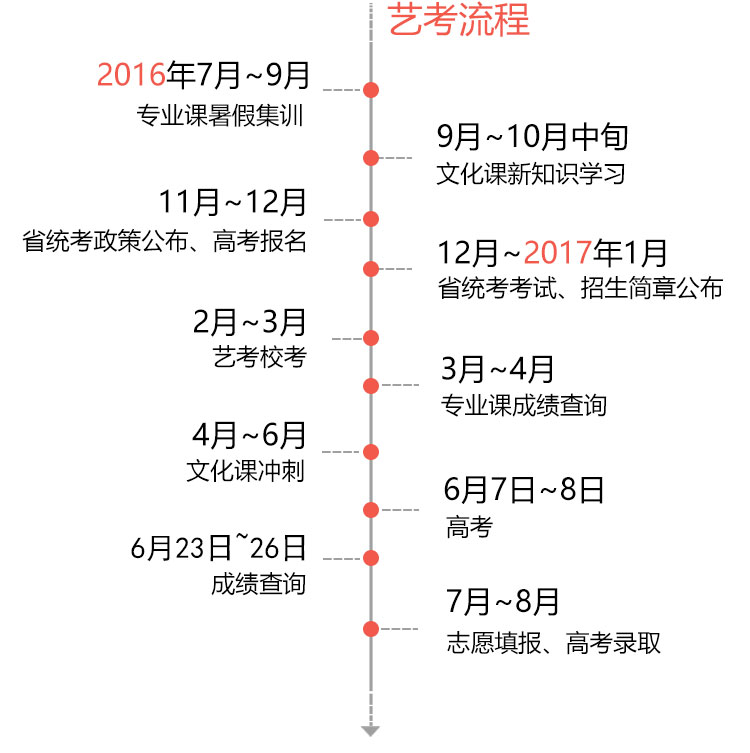 艺考流程
2016年7月~9月
专业课暑假集训
9月~10月中旬
文化课新知识学习
11月~12月
省统考政策公布、高考报名
12月~2017年1月
省统考考试、招生简章公布
2月~3月
艺考校考
3月~4月
专业课成绩查询
4月~6月
文化课冲刺
6月7日~8日
高考
6月23日~26日
成绩查询
7月~8月
志愿填报、高考录取